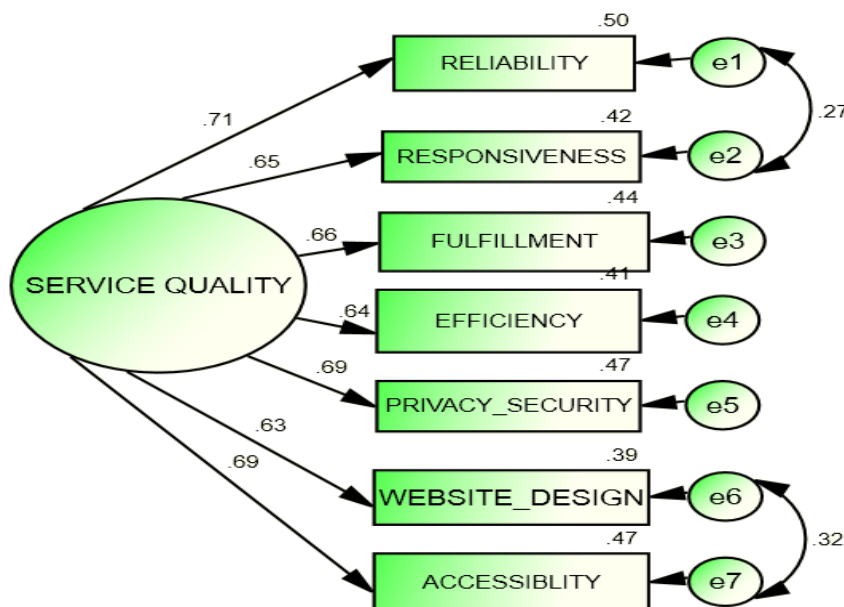 .50
RELIABILITY
e1
.71
.27
.42
.65
RESPONSIVENESS
e2
.44
.66
FULFILLMENT
e3
SERVICE QUALITY
.41
.64
EFFICIENCY
e4
.47
.69
PRIVACY_SECURITY
e5
.63
.39
WEBSITE_DESIGN
e6
.69
.32
.47
ACCESSIBLITY
e7